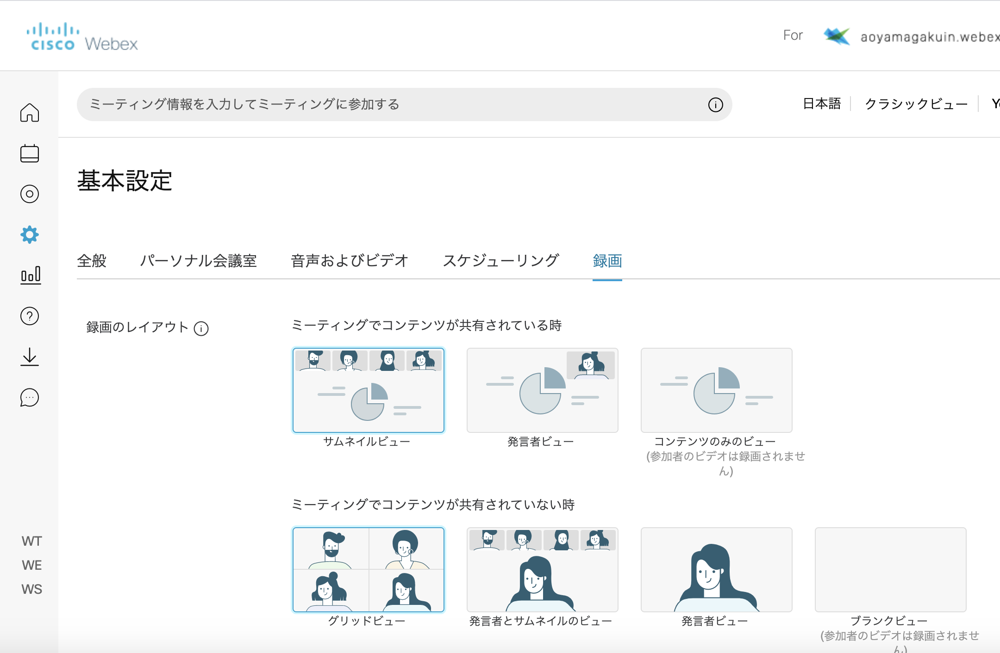 CISCO Webex
For aoyamagakuin.webex
ミーティング情報を入力してミーティングに参加する
日本語
クラシックビュー
基本設定
全般 パーソナル会議室 音声およびビデオ スケジューリング 録画
録画のレイアウト
ミーティングでコンテンツが共有されている時
サムネイルビュー
発言者ビュー
コンテンツのみのビュー
(参加者のビデオは録画されませ
ん)
ミーティングでコンテンツが共有されていない時
グリッドビュー
発言者とサムネイルのビュー
発言者ビュー
ブランクビュー
(参加者のビデオは録画されませ
ん)
WT
WE
WS